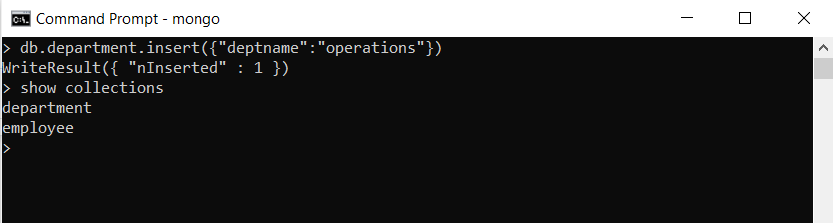 Command Prompt - mongo
> db.department.insert({"deptname":"operations"})
WriteResult({ "nInserted" : 1 })
> show collections
department
employee
>